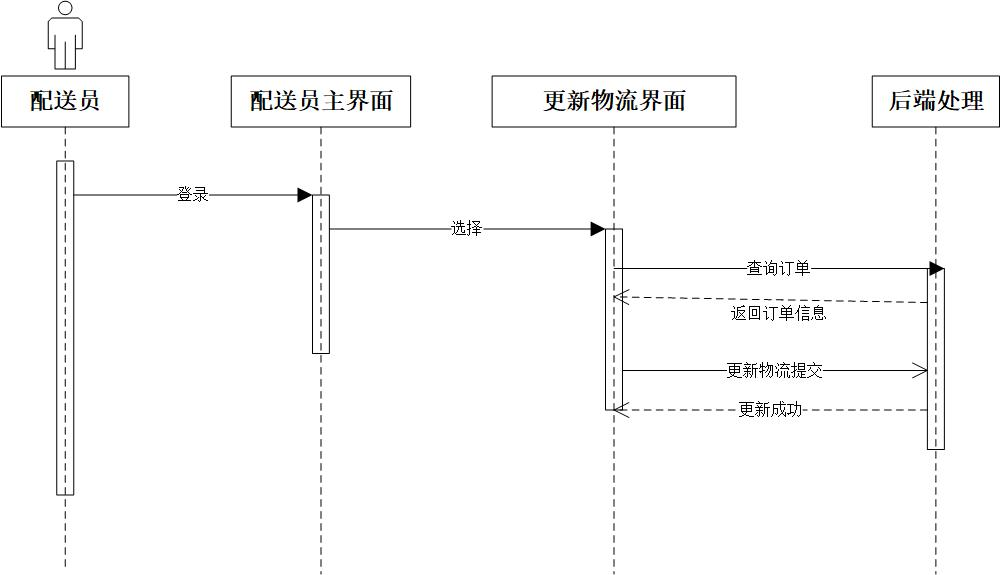 配送员
配送员主界面
更新物流界面
后端处理
登录
选择
查询订单
返回订单信息
更新物流提交
更新成功